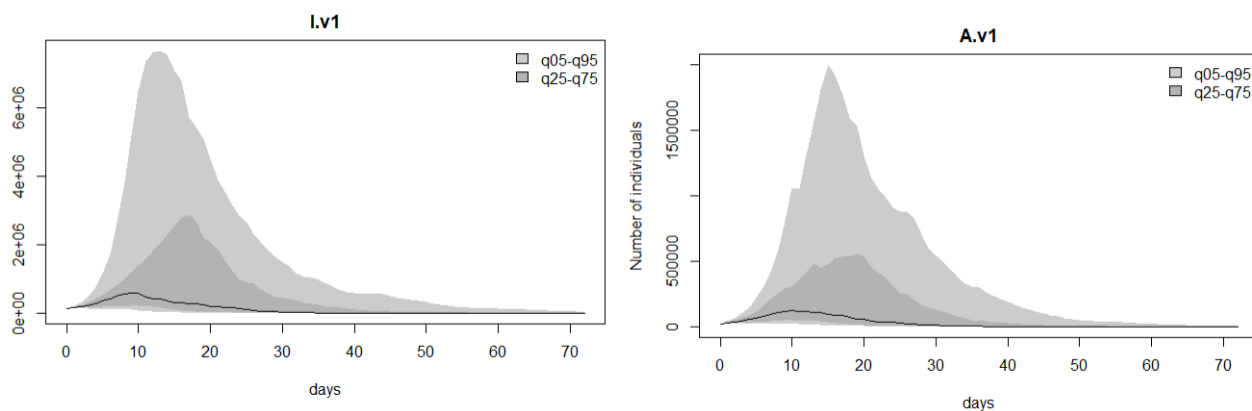 I.v1
q05-q95
q25-q75
6e+06
4e+06
2e+06
0e+00
0 10 20 30 40 50 60 70
days
A.v1
q05-q95
q25-q75
Number of individuals
1500000
500000
0
0 10 20 30 40 50 60 70
days